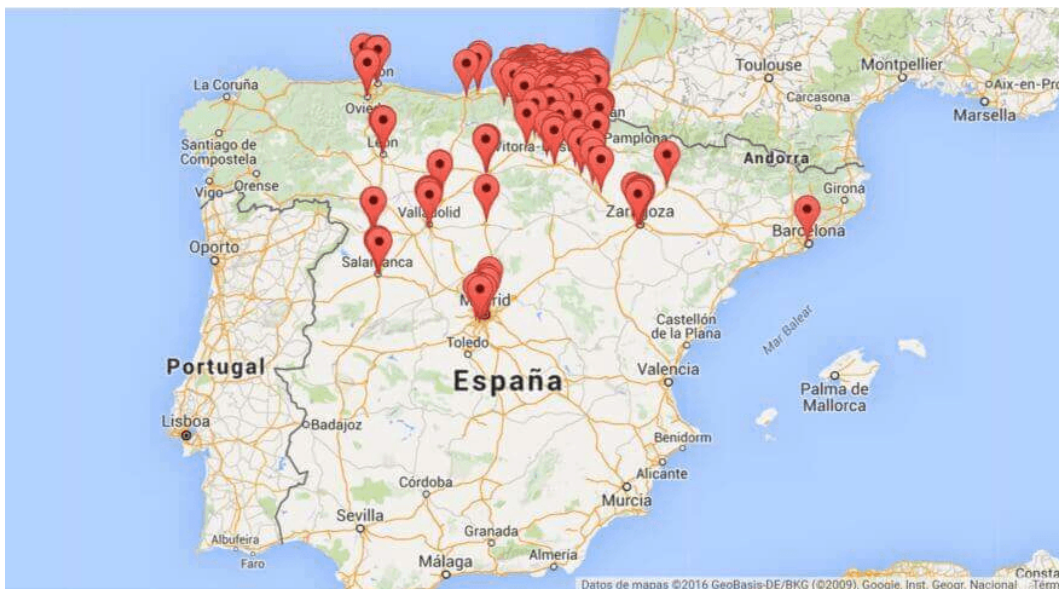 Toulouse
Montpellier
Aix-en-Pro
Marsella
Carcasona
La Coruña
Ovie
León
Santiago de
Compostela
Vigo
Orense
Vitoria-
Pamplona
Andorra
Girona
Valladolid
Zaragoza
Barcelona
Oporto
Salamanca
Madrid
Castellón
de la Plana
Mar Balear
Toledo
Portugal
España
Valencia
Palma de
Mallorca
Lisboa
Badajoz
Benidorm
Alicante
Córdoba
Murcia
Sevilla
Granada
Albufeira
Faro
Málaga
Almería
Consta
Datos de mapas ©2016 GeoBasis-DE/BKG (©2009), Google, Inst. Geogr. Nacional
Térm